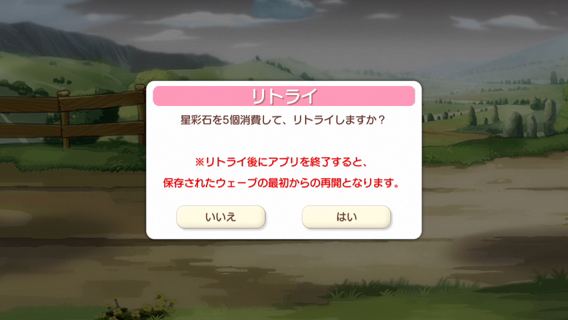 リトライ
星彩石を5個消費して、リトライしますか？
※リトライ後にアプリを終了すると、
保存されたウェーブの最初からの再開となります。
いいえ
はい